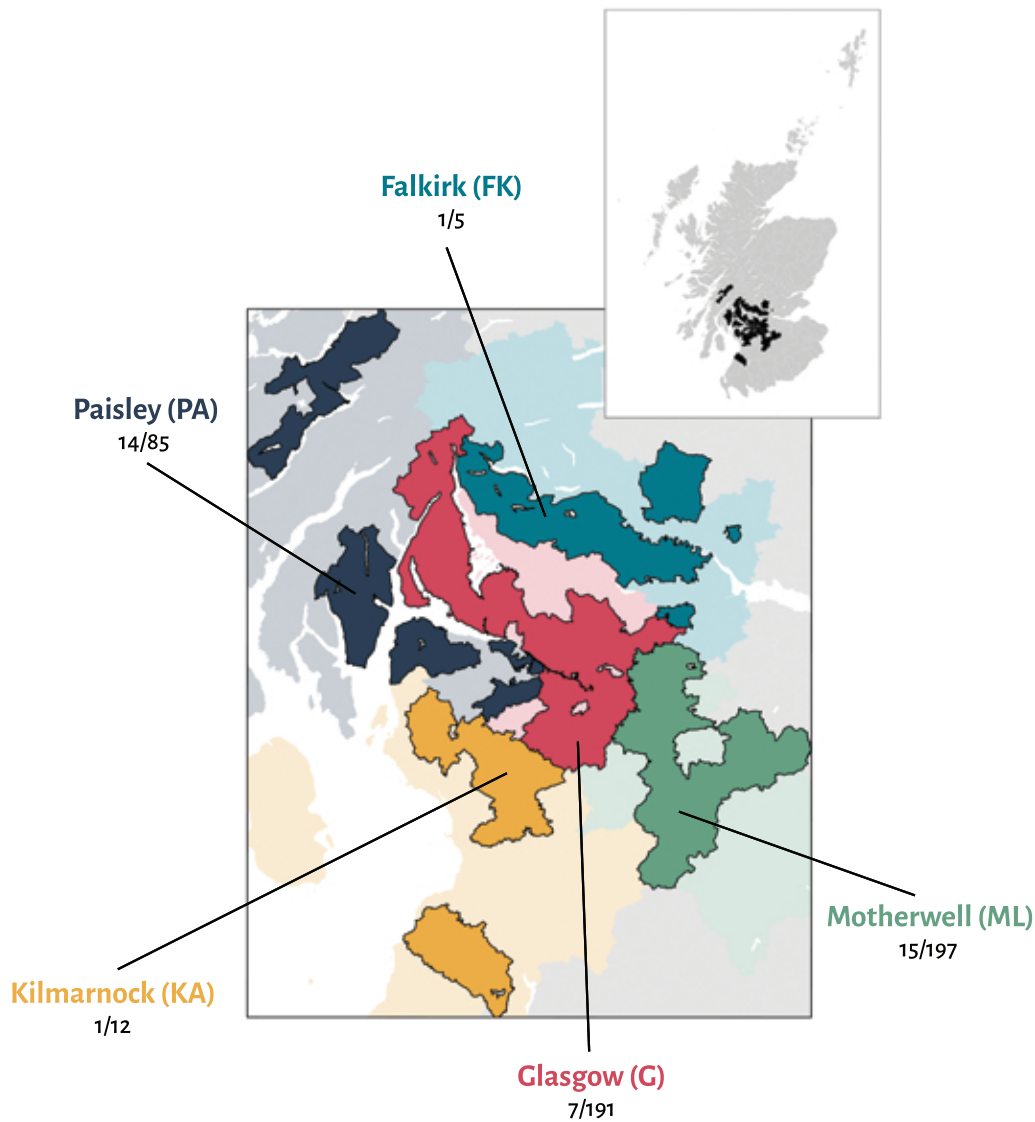 Falkirk (FK)
1/5
Paisley (PA)
14/85
Motherwell (ML)
15/197
Kilmarnock (KA)
1/12
Glasgow (G)
7/191